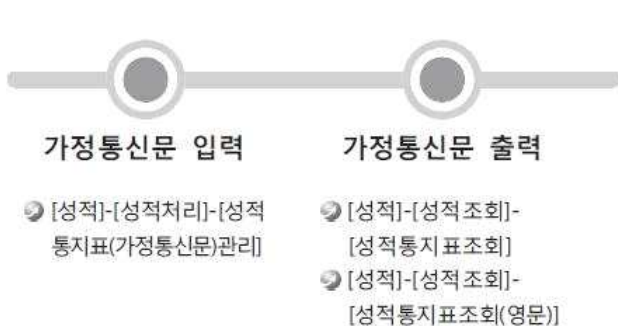 가정통신문 입력
[성적]-[성적처리]-[성적
통지표(가정통신문)관리]
가정통신문 출력
[성적]-[성적조회]-
[성적통지표조회]
[성적]-[성적조회]-
[성적통지표조회(영문)]